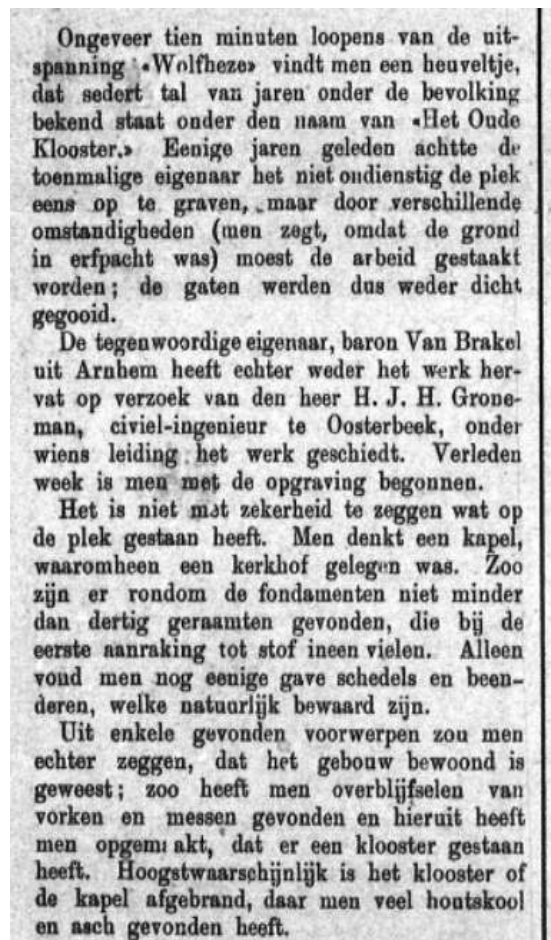 Ongeveer tien minuten loopens van de uit-
spanning «Wolfheze» vindt men een heuveltje,
dat sedert tal van jaren onder de bevolking
bekend staat onder den naam van «Het Oude
Klooster.» Eenige jaren geleden achtte de
toenmalige eigenaar het niet ondienstig de plek
eens op te graven, maar door verschillende
omstandigheden (men zegt, omdat de grond
in erfpacht was) moest de arbeid gestaakt
worden; de gaten werden dus weder dicht
gegooid.
De tegenwoordige eigenaar, baron Van Brakel
uit Arnhem heeft echter weder het werk her-
vat op verzoek van den heer H. J. H. Grone-
man, civiel-ingenieur te Oosterbeek, onder
wiens leiding het werk geschiedt. Verleden
week is men met de opgraving begonnen.
Het is niet met zekerheid te zeggen wat op
de plek gestaan heeft. Men denkt een kapel,
waaromheen een kerkhof gelegen was. Zoo
zijn er rondom de fondamenten niet minder
dan dertig geraamten gevonden, die bij de
eerste aanraking tot stof ineen vielen. Alleen
vond men nog eenige gave schedels en been-
deren, welke natuurlijk bewaard zijn.
Uit enkele gevonden voorwerpen zou men
echter zeggen, dat het gebouw bewoond is
geweest; zoo heeft men overblijfselen van
vorken en messen gevonden en hieruit heeft
men opgemaakt, dat er een klooster gestaan
heeft. Hoogstwaarschijnlijk is het klooster of
de kapel afgebrand, daar men veel houtskool
en asch gevonden heeft.